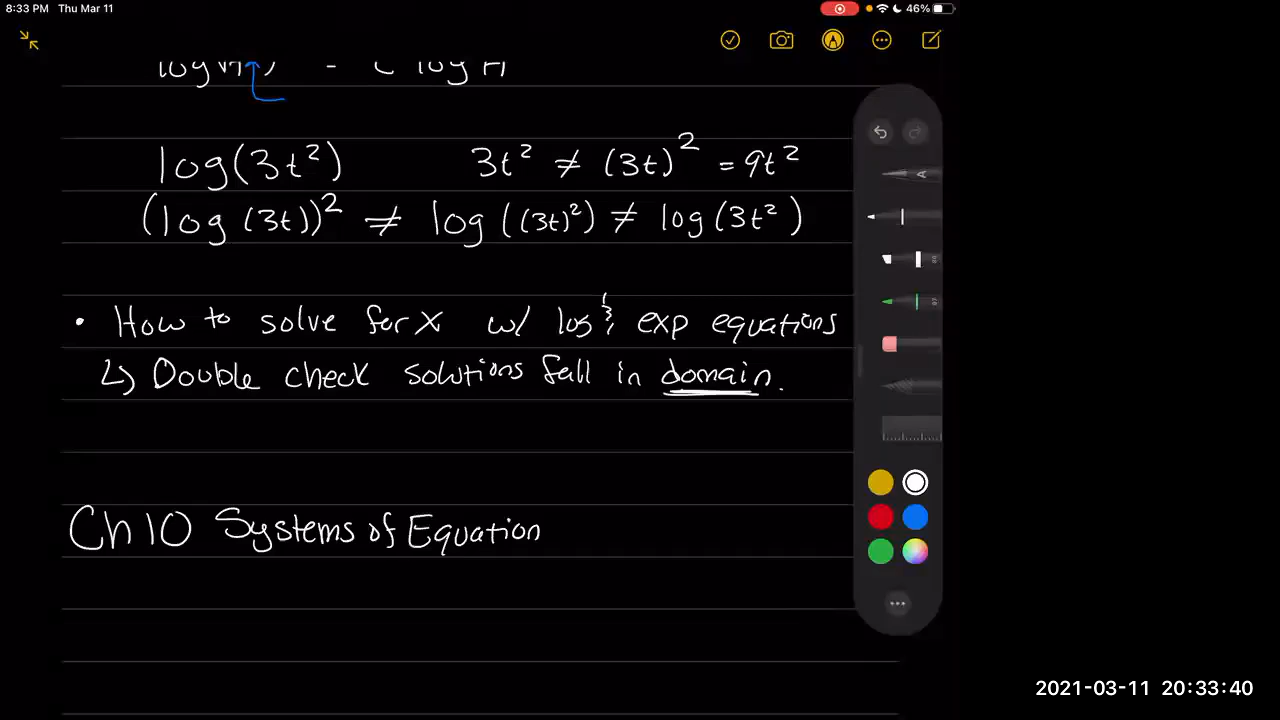 8:33 PM Thu Mar 11
46%
log(3t²) 3t² ≠ (3t)² = 9t²
(log (3t))² ≠ log ((3t)²) ≠ log (3t²)
• How to solve for X w/ log & exp equations
↳ Double check solutions fall in domain.
Ch 10 Systems of Equation
2021-03-11 20:33:40